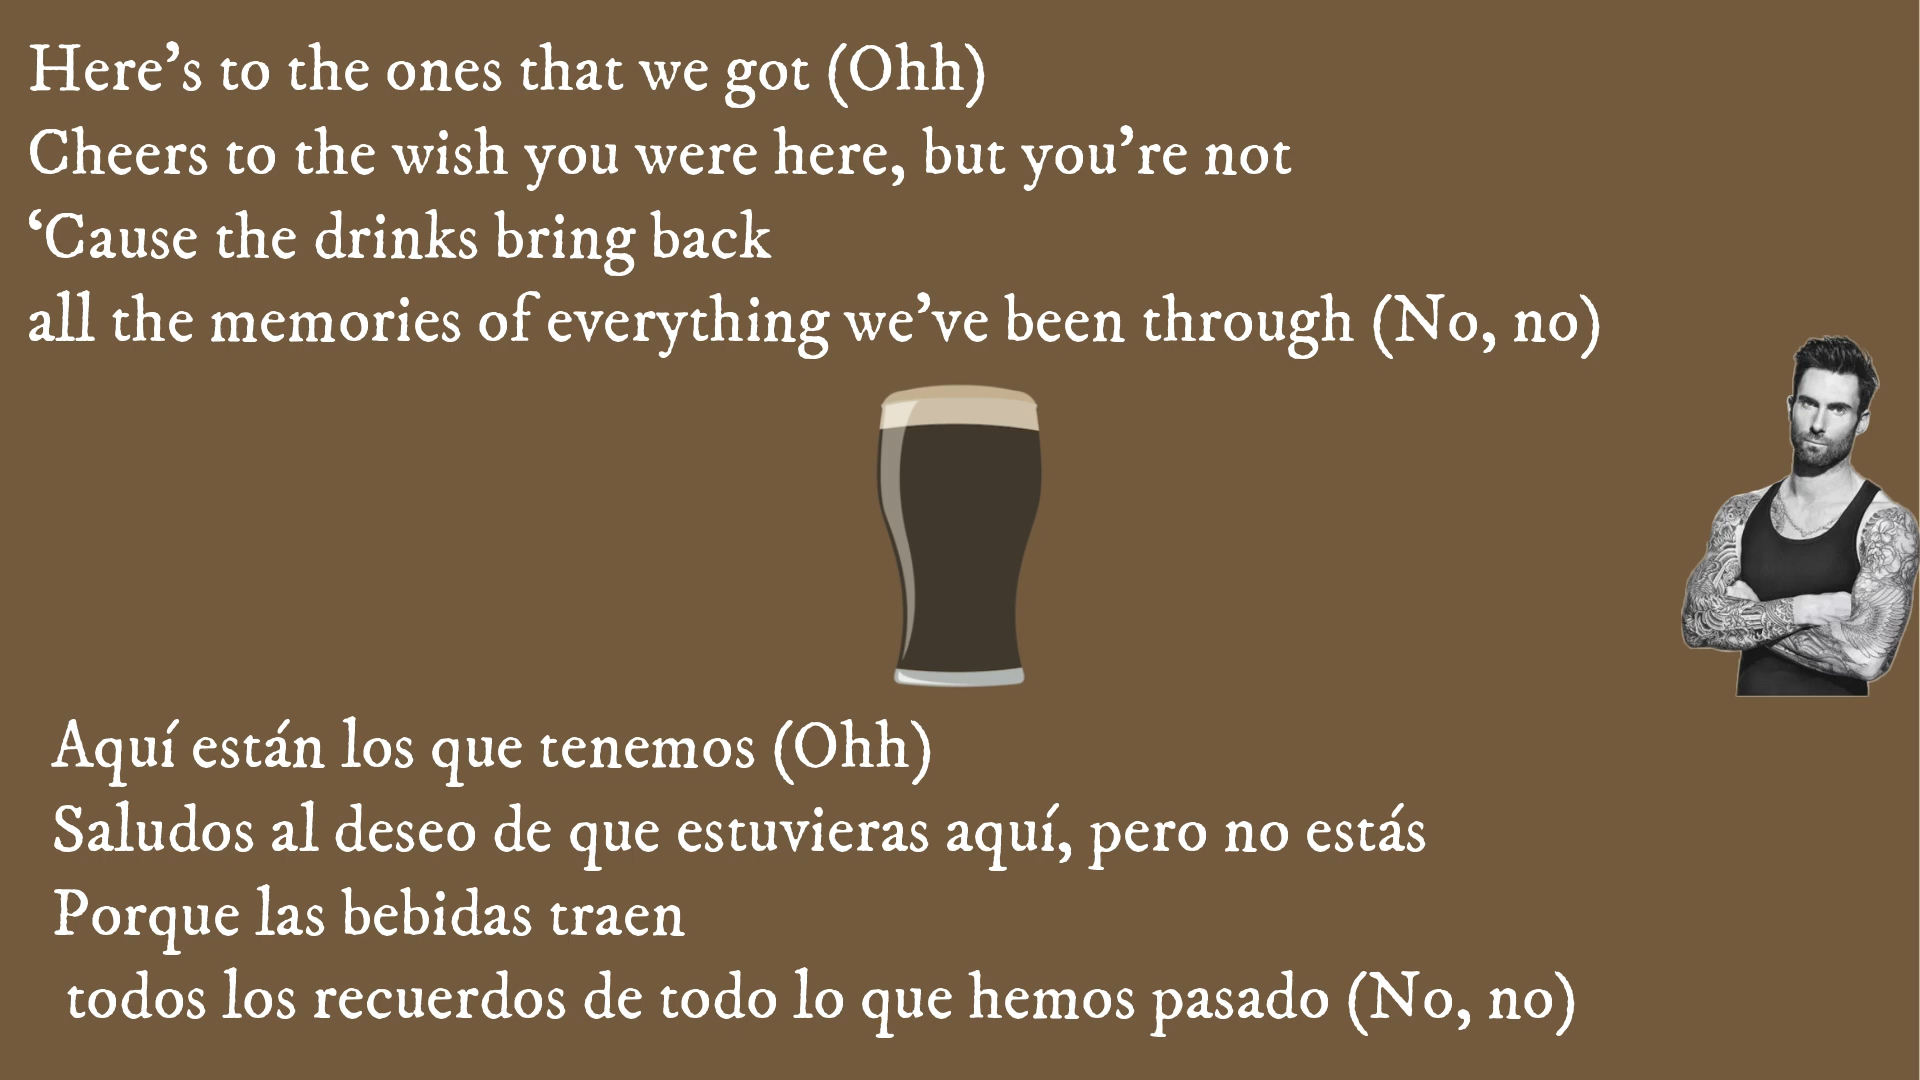 Here’s to the ones that we got (Ohh)
Cheers to the wish you were here, but you’re not
‘Cause the drinks bring back
all the memories of everything we’ve been through (No, no)
Aquí están los que tenemos (Ohh)
Saludos al deseo de que estuvieras aquí, pero no estás
Porque las bebidas traen
todos los recuerdos de todo lo que hemos pasado (No, no)